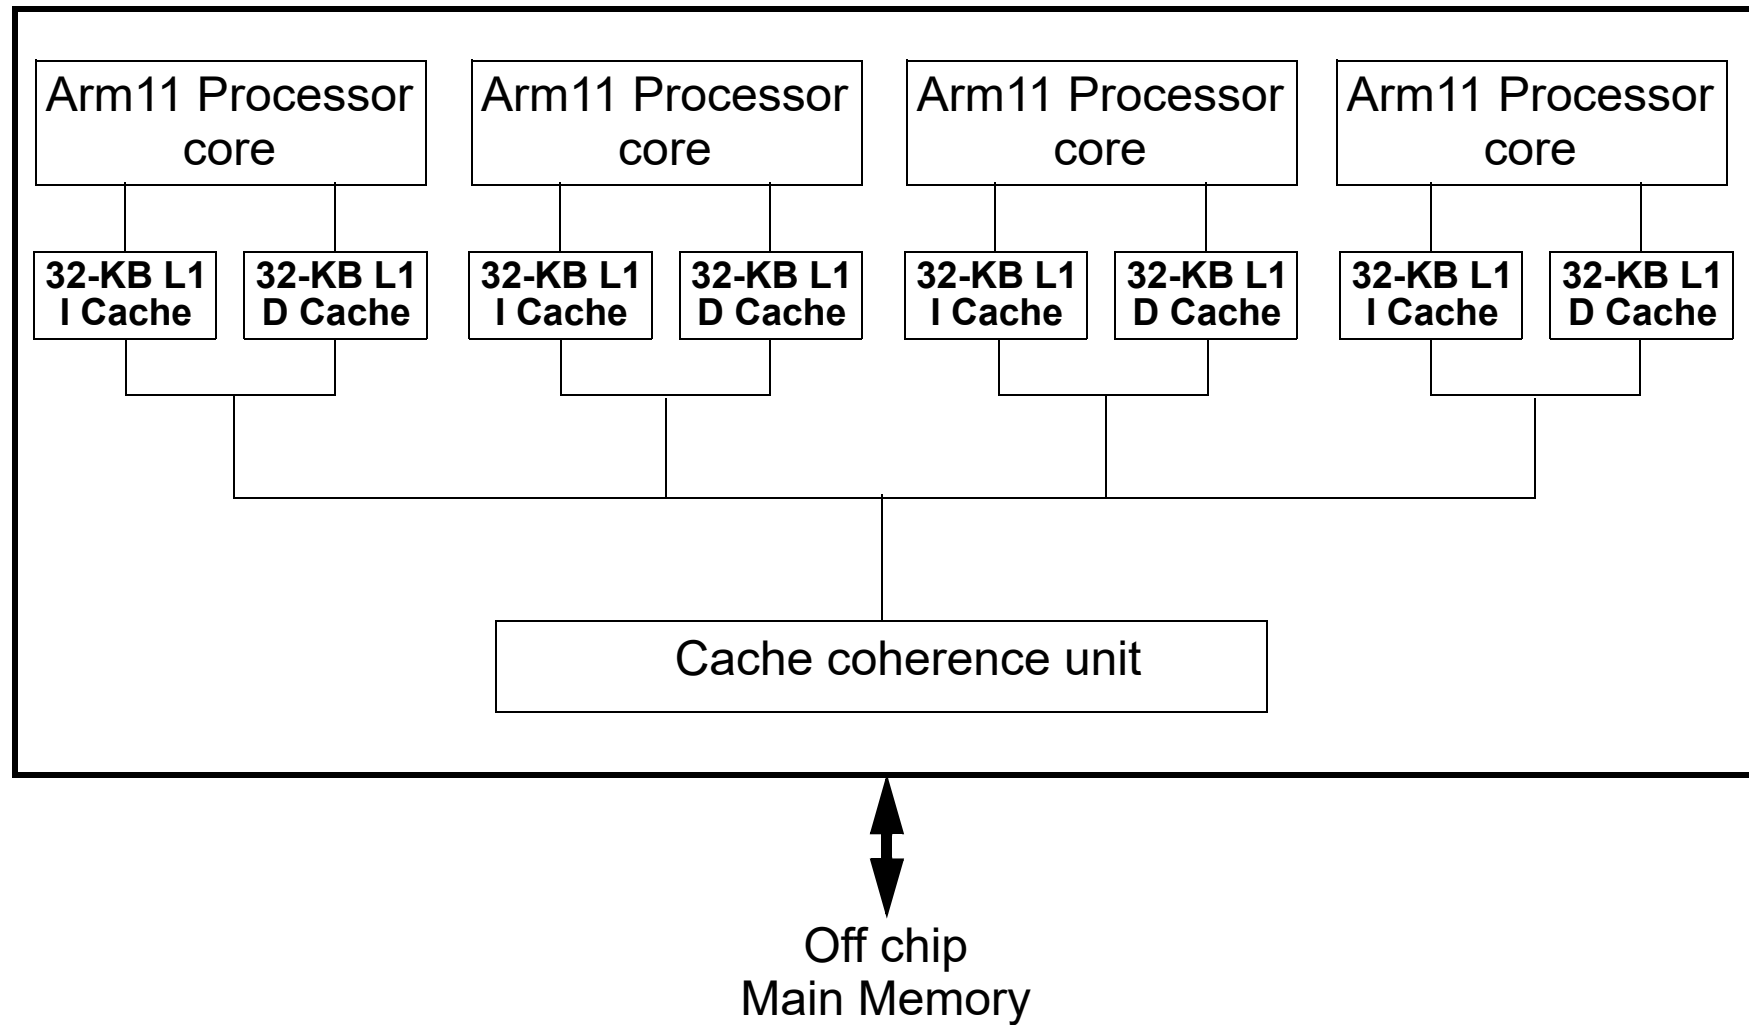 Arm11 Processor
core
Arm11 Processor
core
Arm11 Processor
core
Arm11 Processor
core
32-KB L1
I Cache
32-KB L1
D Cache
32-KB L1
I Cache
32-KB L1
D Cache
32-KB L1
I Cache
32-KB L1
D Cache
32-KB L1
I Cache
32-KB L1
D Cache
Cache coherence unit
Off chip
Main Memory